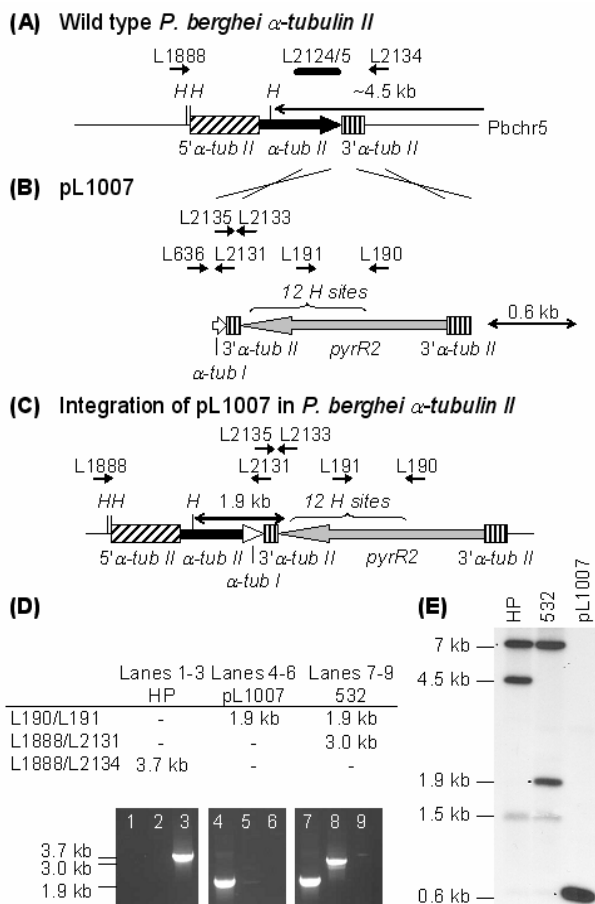 (A) Wild type P. berghei α-tubulin II
L1888 L2124/5 L2134
HH H ~4.5 kb
Pbchr5
5'α-tub II α-tub II 3'α-tub II
(B) pL1007
L2135 L2133
L636 L2131 L191 L190
12 H sites 0.6 kb
3'α-tub II pyrR2 3'α-tub II
α-tub I
(C) Integration of pL1007 in P. berghei α-tubulin II
L2135 L2133
L1888 L2131 L191 L190
HH H 1.9 kb 12 H sites
5'α-tub II α-tub II 3'α-tub II pyrR2 3'α-tub II
α-tub I
(D)
Lanes 1-3 Lanes 4-6 Lanes 7-9
HP pL1007 532
L190/L191 - 1.9 kb 1.9 kb
L1888/L2131 - - 3.0 kb
L1888/L2134 3.7 kb - -
1 2 3 4 5 6 7 8 9
3.7 kb
3.0 kb
1.9 kb
(E)
HP 532 pL1007
7 kb
4.5 kb
1.9 kb
1.5 kb
0.6 kb